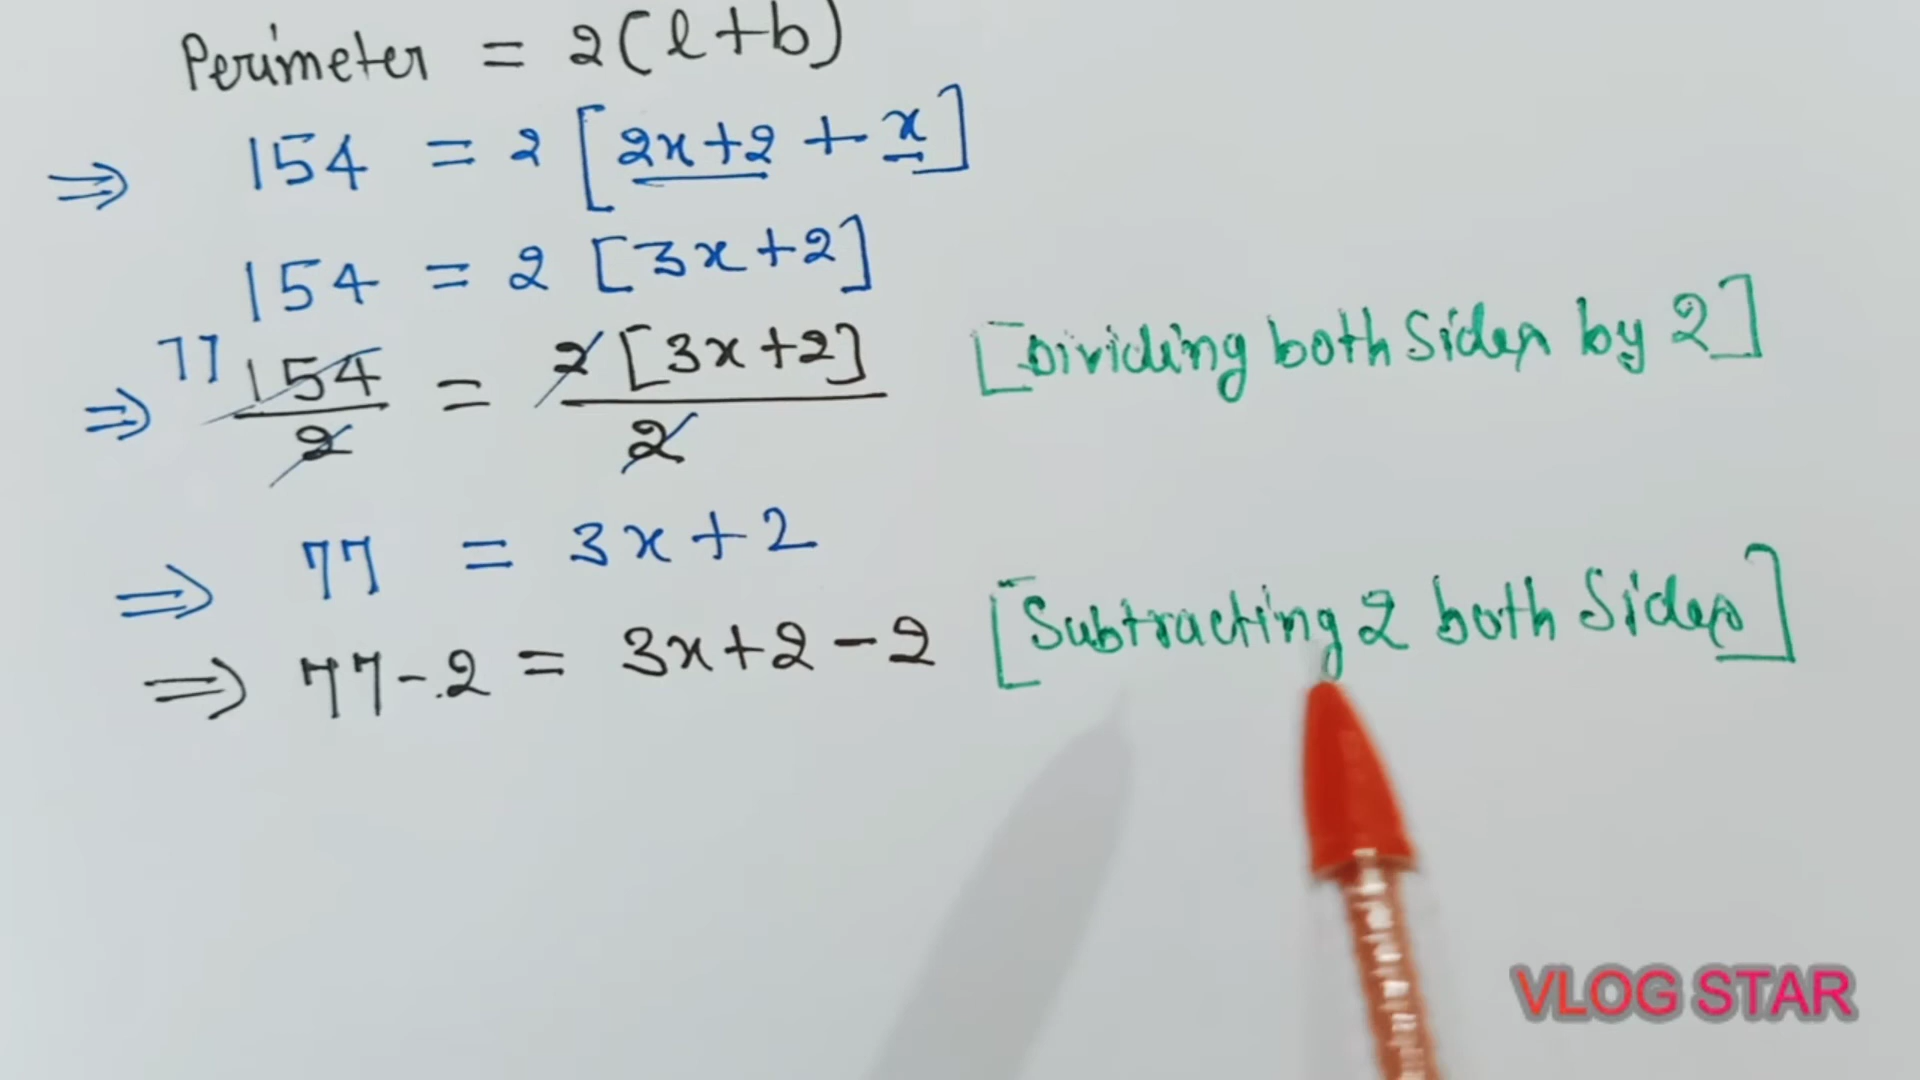 Perimeter = 2(l+b)
⇒ 154 = 2 [2x+2 + x]
154 = 2 [3x+2]
77
⇒ 154/2 = 2[3x+2]/2 [Dividing both Sides by 2]
⇒ 77 = 3x+2
⇒ 77-2 = 3x+2-2 [Subtracting 2 both Sides]
VLOG STAR